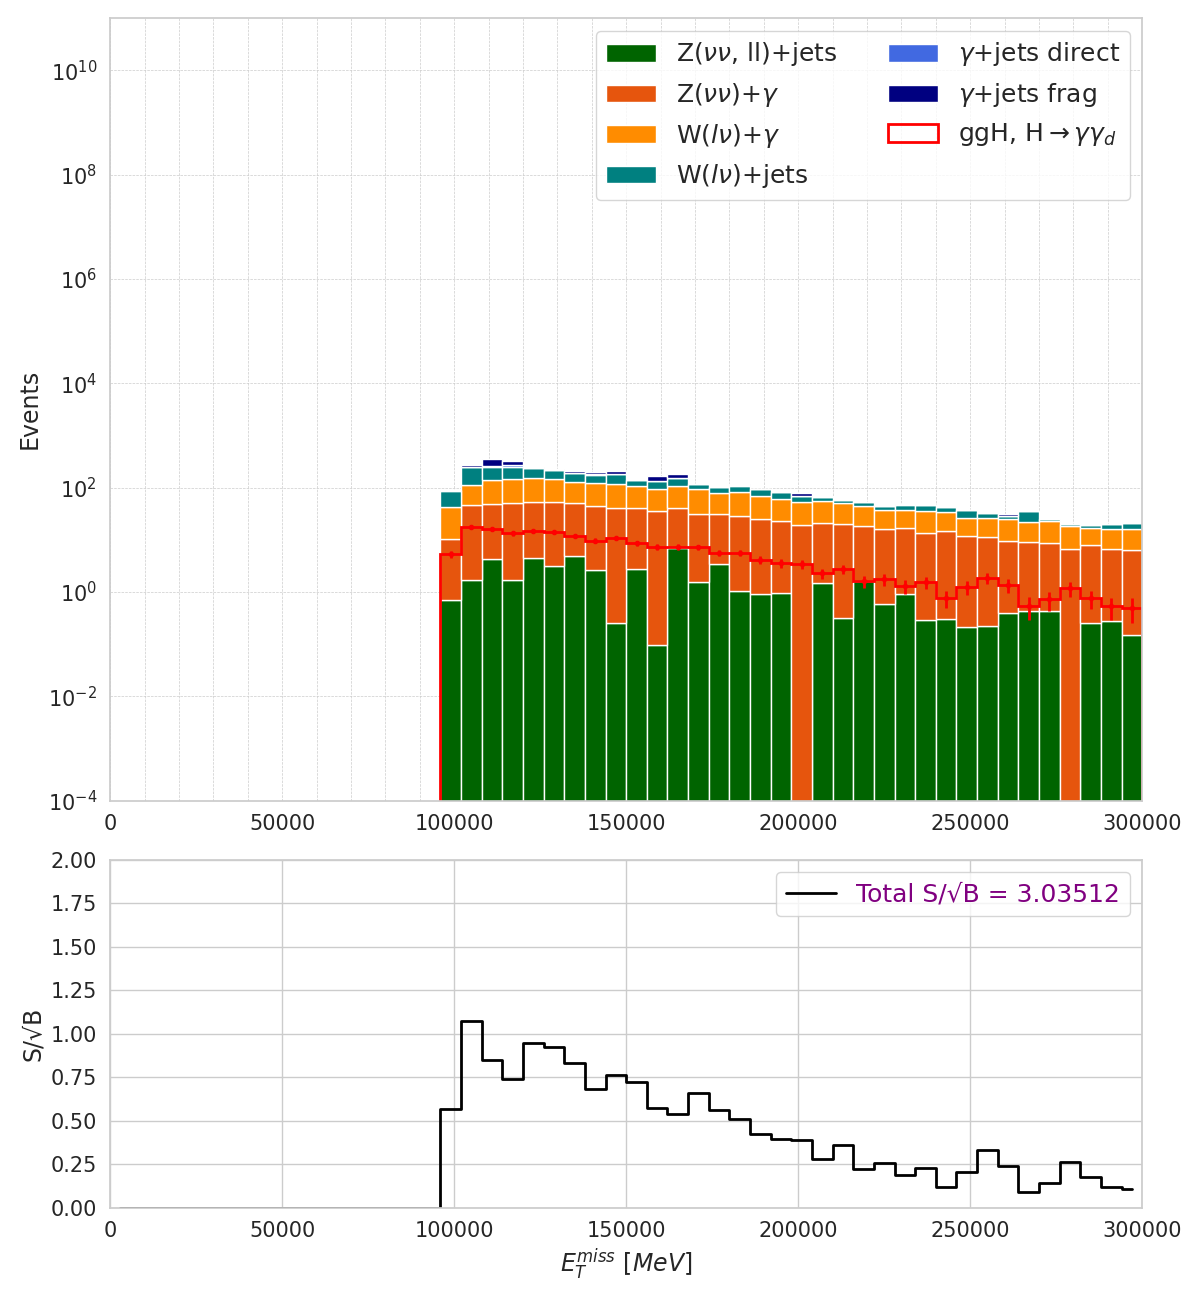 Z(νν, ll)+jets
Z(νν)+γ
W(lν)+γ
W(lν)+jets
γ+jets direct
γ+jets frag
ggH, H→γγ_d
10^10
10^8
10^6
10^4
10^2
10^0
10^−2
10^−4
Events
0 50000 100000 150000 200000 250000 300000
Total S/√B = 3.03512
2.00
1.75
1.50
1.25
1.00
0.75
0.50
0.25
0.00
S/√B
0 50000 100000 150000 200000 250000 300000
E_T^miss [MeV]